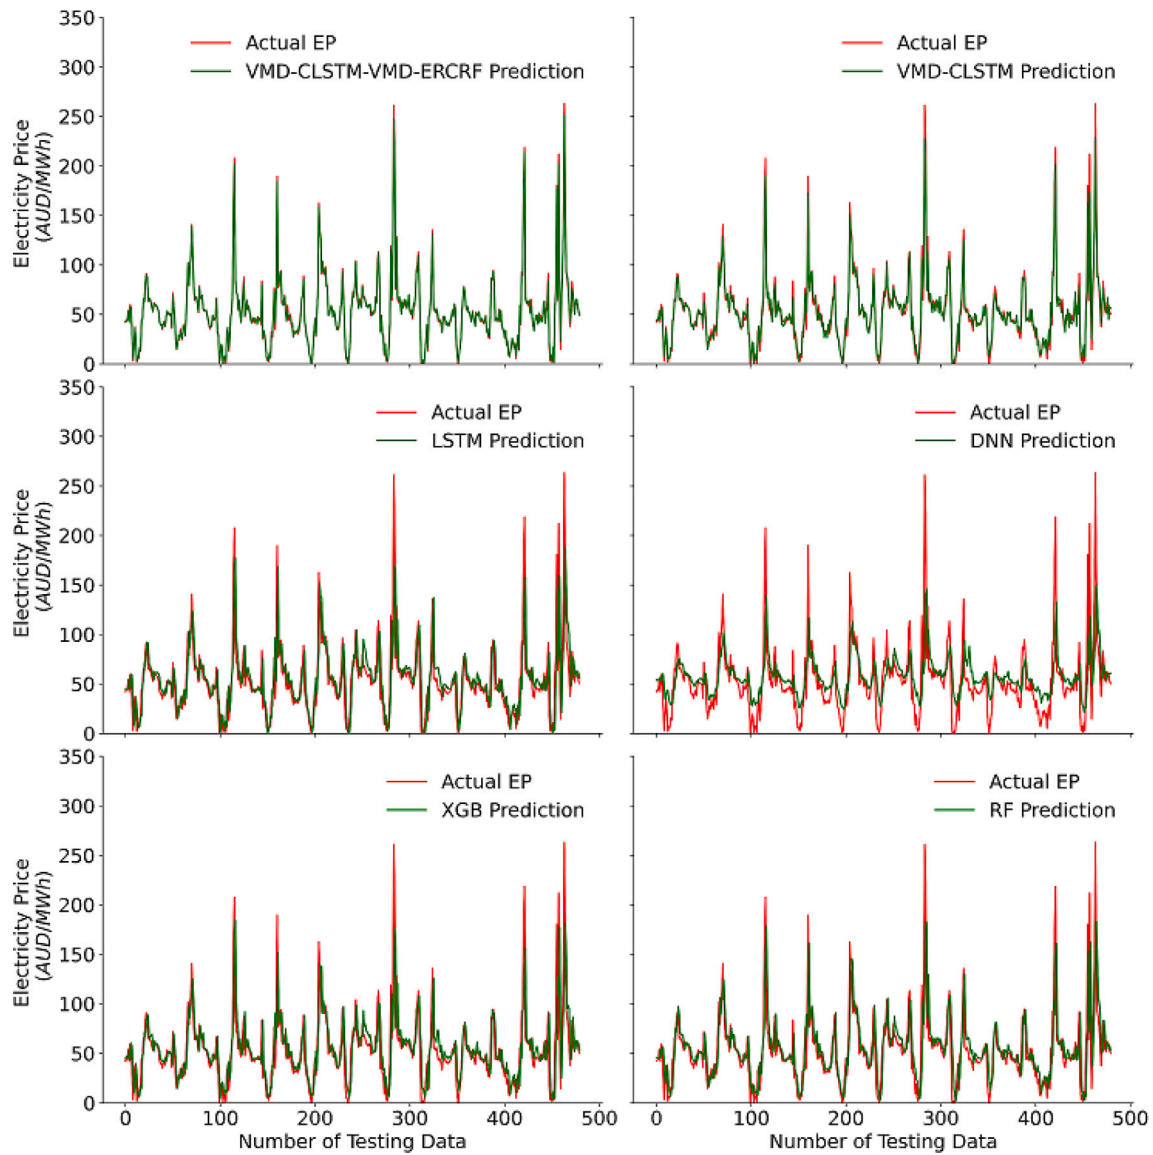 350
300
250
200
150
100
50
0
Electricity Price
(AUD/MWh)
Actual EP
VMD-CLSTM-VMD-ERCRF Prediction
Actual EP
VMD-CLSTM Prediction
350
300
250
200
150
100
50
0
Electricity Price
(AUD/MWh)
Actual EP
LSTM Prediction
Actual EP
DNN Prediction
350
300
250
200
150
100
50
0
Electricity Price
(AUD/MWh)
Actual EP
XGB Prediction
Actual EP
RF Prediction
0 100 200 300 400 500
Number of Testing Data
0 100 200 300 400 500
Number of Testing Data